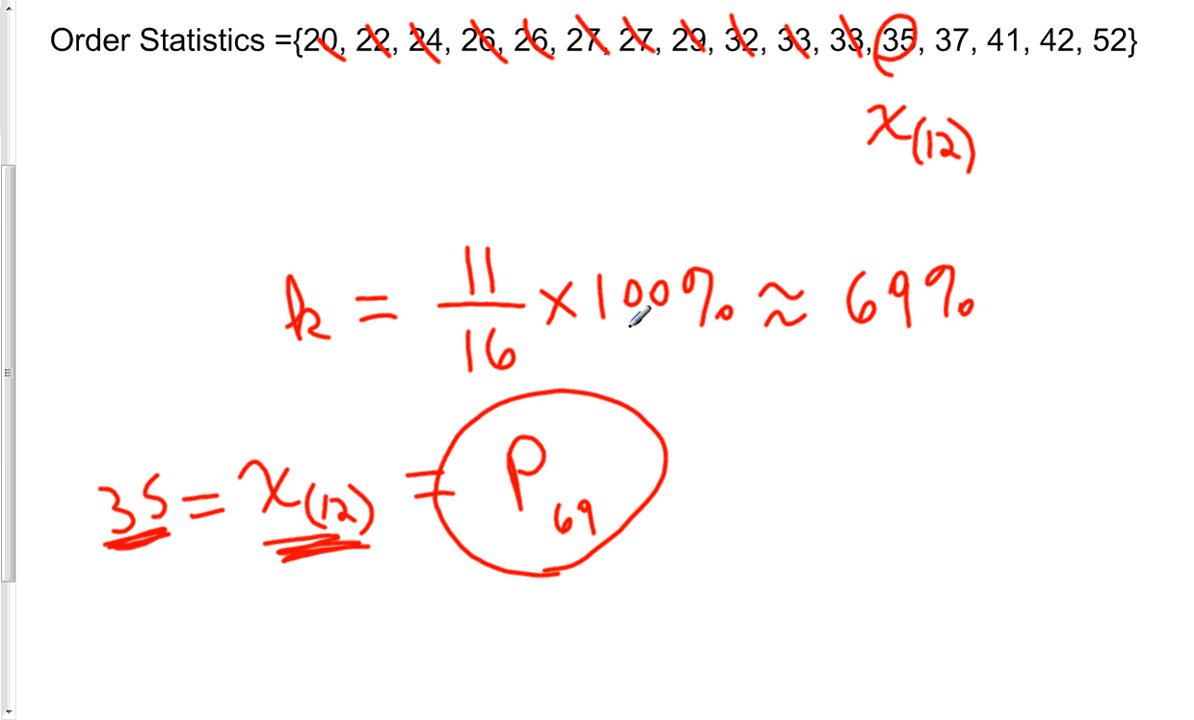 Order Statistics ={20, 22, 24, 26, 26, 27, 27, 29, 32, 33, 33, 35, 37, 41, 42, 52}
x(12)
k = 11/16 × 100% ≈ 69%
35 = x(12) = P69